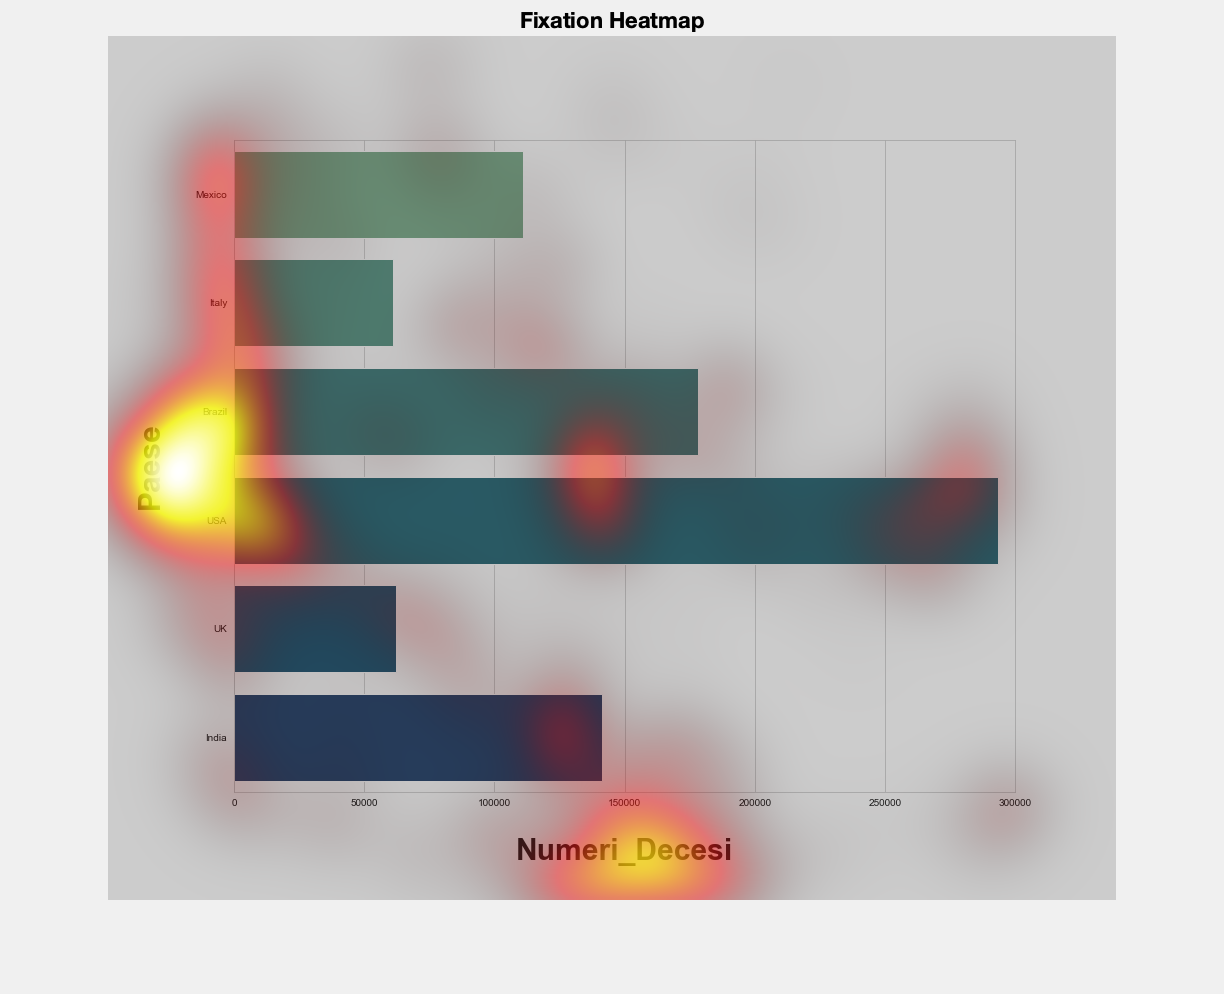 Fixation Heatmap
Mexico
Italy
Brazil
USA
UK
India
Paese
0 50000 100000 150000 200000 250000 300000
Numeri_Decesi